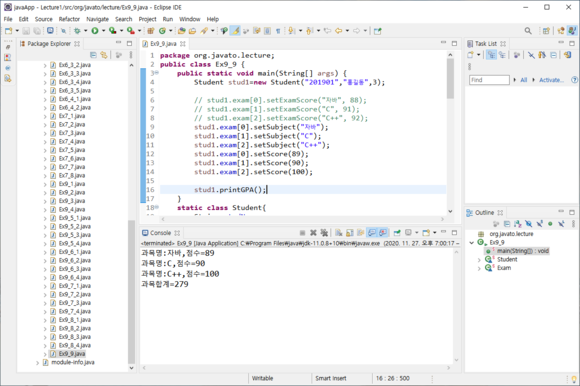 javaApp - Lecture1/src/org/javato/lecture/Ex9_9.java - Eclipse IDE
File Edit Source Refactor Navigate Search Project Run Window Help
Package Explorer
Ex6_3_2.java
Ex6_3_3.java
Ex6_3_4.java
Ex6_4_1.java
Ex6_4_2.java
Ex7_1.java
Ex7_2.java
Ex7_3.java
Ex7_4.java
Ex7_5.java
Ex7_6.java
Ex7_7.java
Ex7_8.java
Ex9_1.java
Ex9_2.java
Ex9_3.java
Ex9_4.java
Ex9_5_1.java
Ex9_5_2.java
Ex9_5_3.java
Ex9_5_4.java
Ex9_6_1.java
Ex9_6_2.java
Ex9_6_3.java
Ex9_7_1.java
Ex9_7_2.java
Ex9_7_3.java
Ex9_7_4.java
Ex9_8_1.java
Ex9_8_2.java
Ex9_8_3.java
Ex9_8_4.java
Ex9_9.java
module-info.java
Ex9_9.java
1 package org.javato.lecture;
2 public class Ex9_9 {
3 public static void main(String[] args) {
4 Student stud1=new Student("201901","홍길동",3);
5
6 // stud1.exam[0].setExamScore("자바", 88);
7 // stud1.exam[1].setExamScore("C", 91);
8 // stud1.exam[2].setExamScore("C++", 92);
9 stud1.exam[0].setSubject("자바");
10 stud1.exam[1].setSubject("C");
11 stud1.exam[2].setSubject("C++");
12 stud1.exam[0].setScore(89);
13 stud1.exam[1].setScore(90);
14 stud1.exam[2].setScore(100);
15
16 stud1.printGPA();
17 }
18 static class Student{
Console
<terminated> Ex9_9 [Java Application] C:\Program Files\java\jdk-11.0.8+10\bin\javaw.exe (2020. 11. 27. 오후 7:00:17 –
과목명:자바,점수=89
과목명:C,점수=90
과목명:C++,점수=100
과목합계=279
Task List
Find
All
Activate...
Outline
org.javato.lecture
Ex9_9
main(String[]) : void
Student
Exam
Writable
Smart Insert
16 : 26 : 500